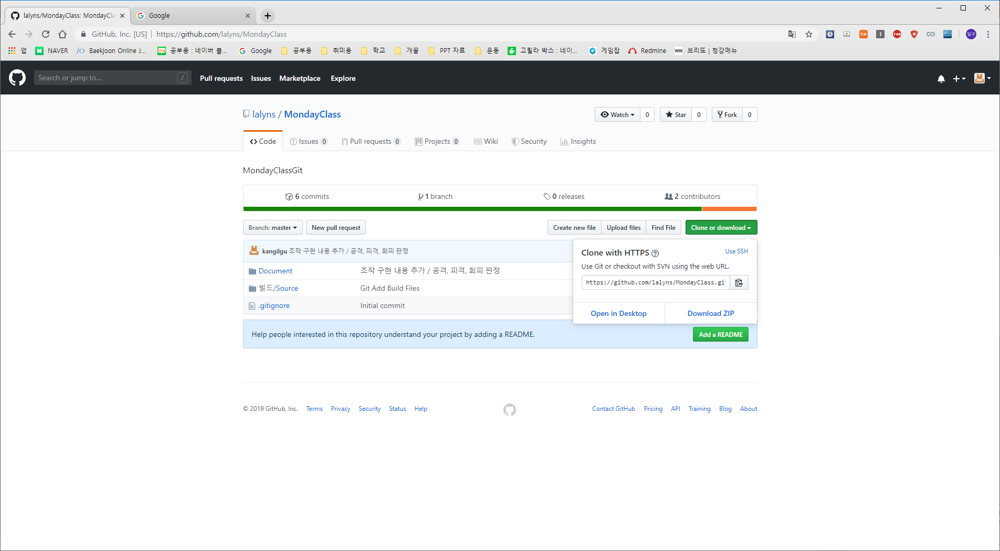 lalyns/MondayClass: MondayCla
Google
GitHub, Inc. [US] | https://github.com/lalyns/MondayClass
일구
앱 NAVER Baekjoon Online J... 공부용 : 네이버 블... Google 공부용 취미용 학교 개꿀 PPT 자료 운동 고릴라 박스 : 네이... 게임잡 Redmine WIX 브리또 | 청강메뉴
Search or jump to... / Pull requests Issues Marketplace Explore
lalyns / MondayClass Watch 0 Star 0 Fork 0
Code Issues 0 Pull requests 0 Projects 0 Wiki Security Insights
MondayClassGit
6 commits 1 branch 0 releases 2 contributors
Branch: master New pull request Create new file Upload files Find File Clone or download
kangilgu 조작 구현 내용 추가 / 공격, 피격, 회피 판정
Document 조작 구현 내용 추가 / 공격, 피격, 회피 판정
빌드/Source Git Add Build Files
.gitignore Initial commit
Clone with HTTPS ? Use SSH
Use Git or checkout with SVN using the web URL.
https://github.com/lalyns/MondayClass.gi
Open in Desktop Download ZIP
Help people interested in this repository understand your project by adding a README. Add a README
© 2019 GitHub, Inc. Terms Privacy Security Status Help Contact GitHub Pricing API Training Blog About